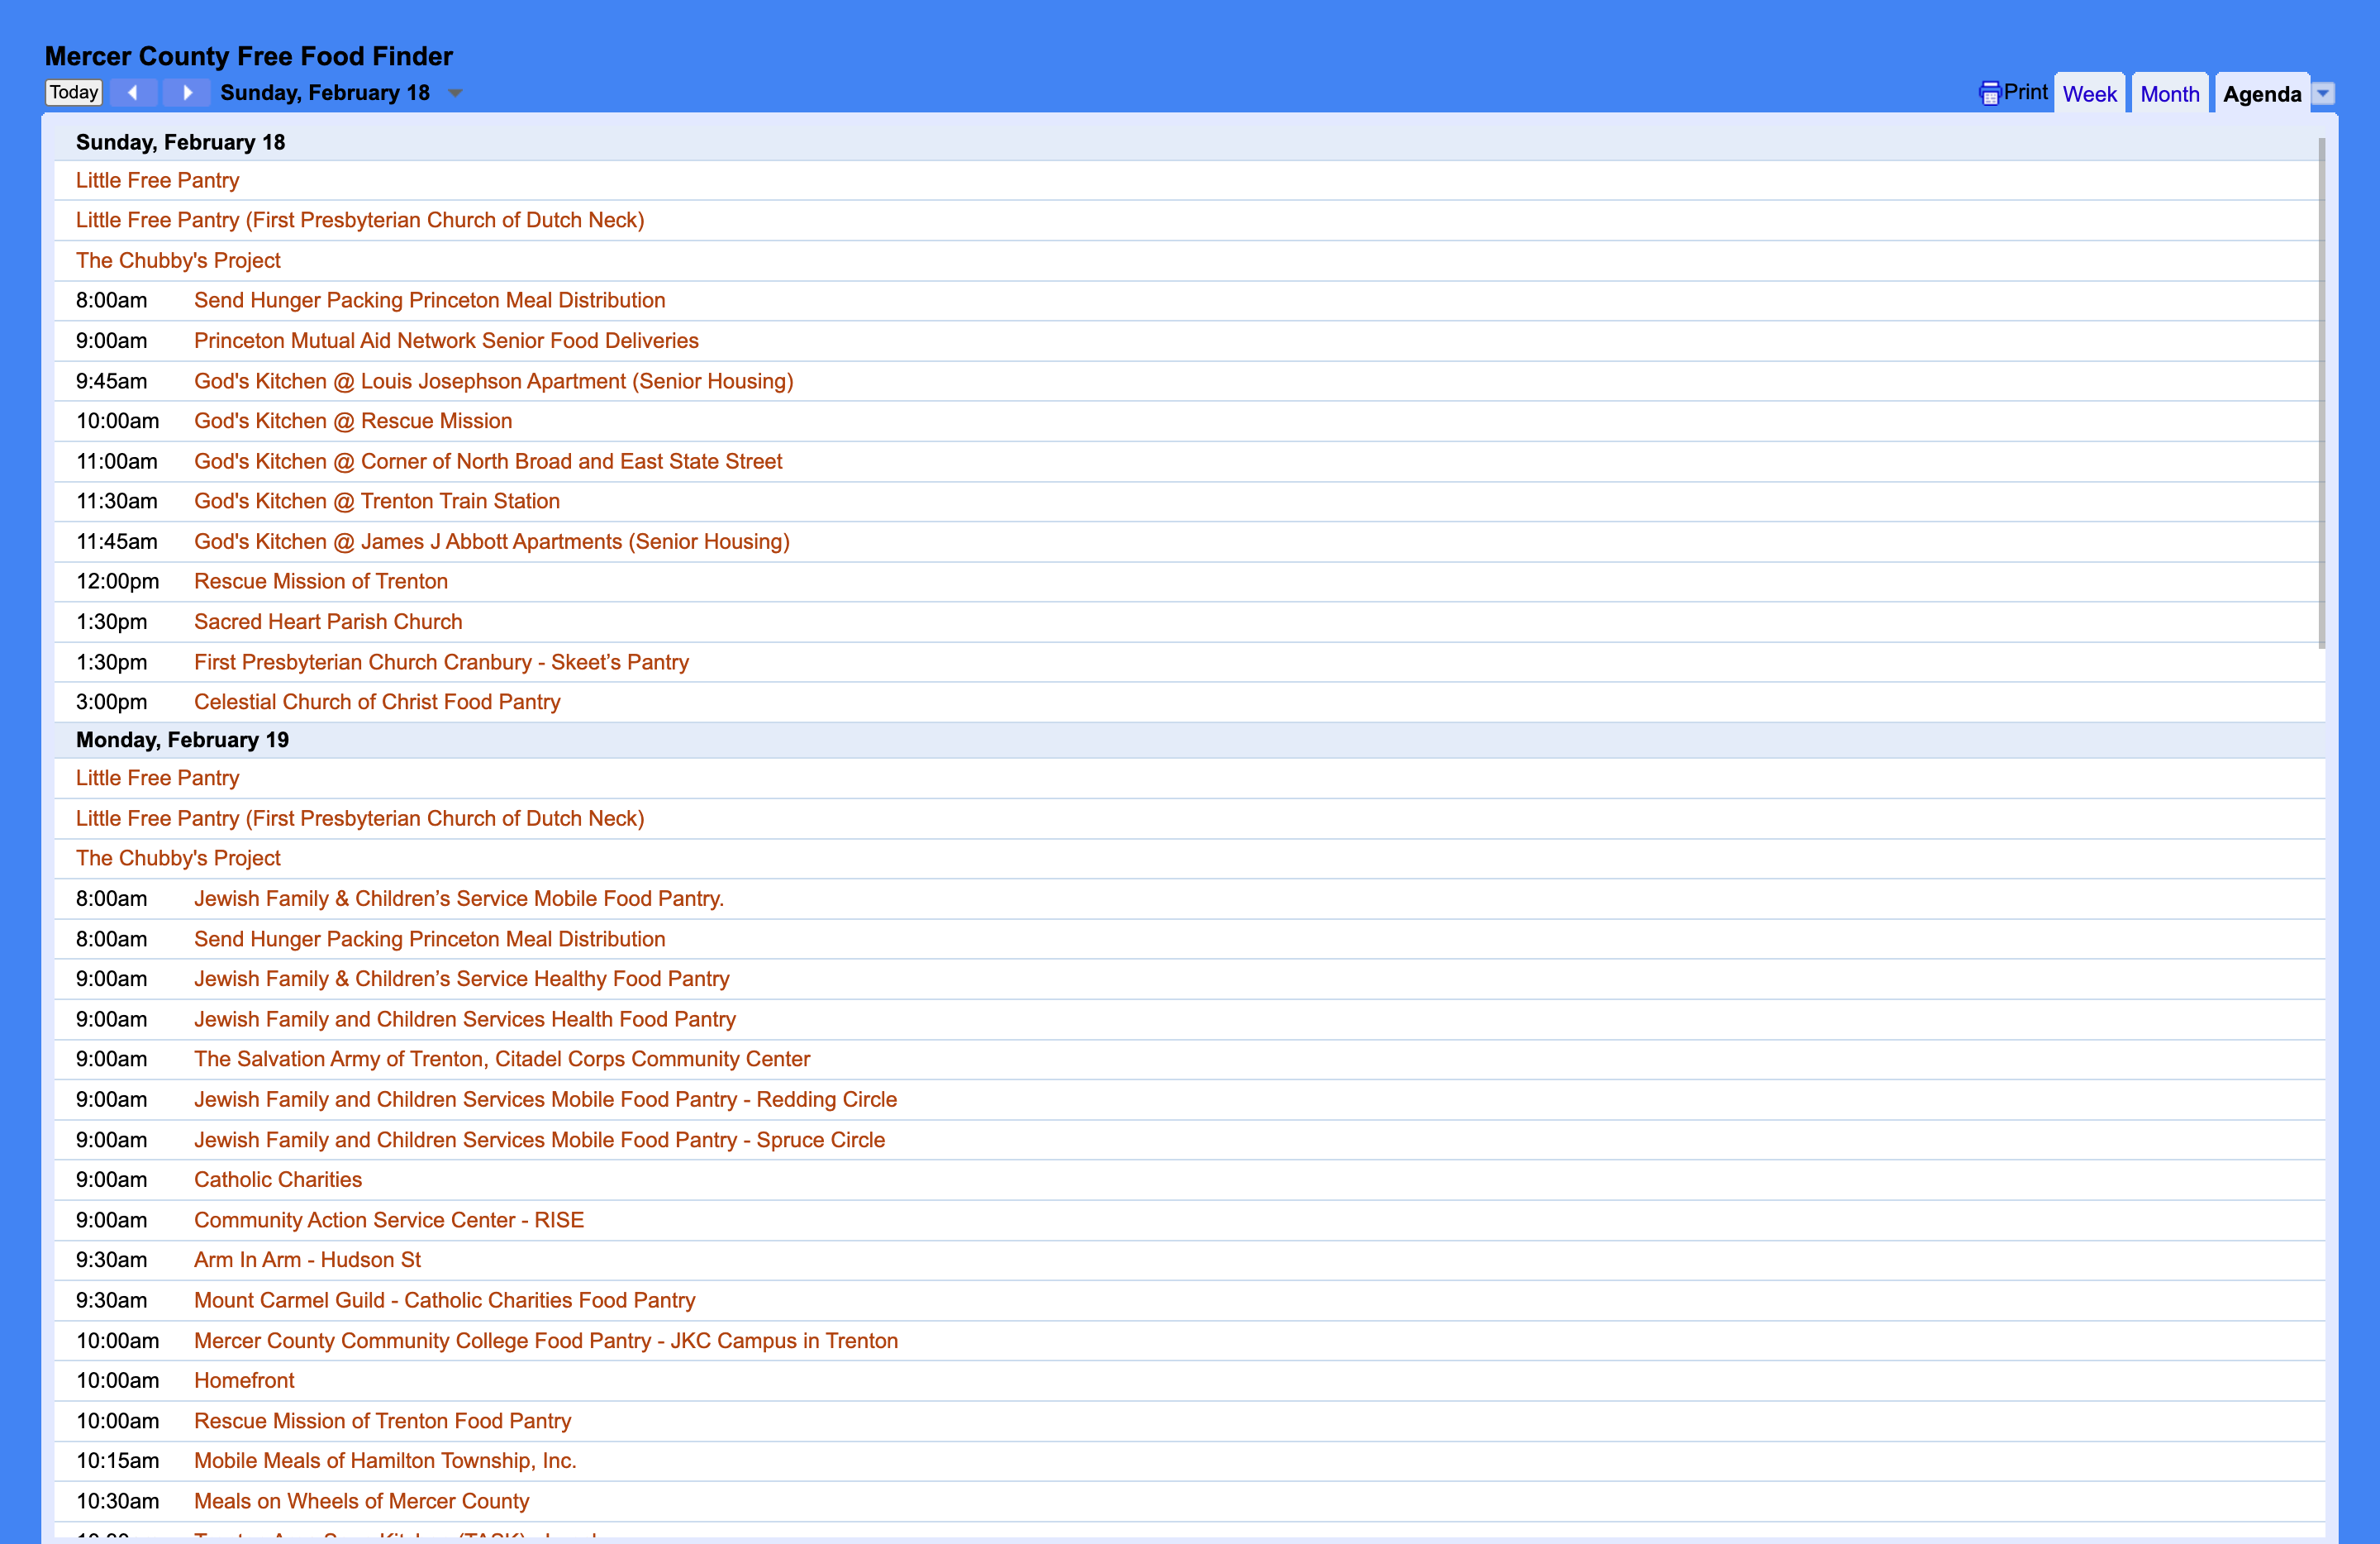 Mercer County Free Food Finder
Today Sunday, February 18 Print Week Month Agenda
Sunday, February 18
Little Free Pantry
Little Free Pantry (First Presbyterian Church of Dutch Neck)
The Chubby's Project
8:00am Send Hunger Packing Princeton Meal Distribution
9:00am Princeton Mutual Aid Network Senior Food Deliveries
9:45am God's Kitchen @ Louis Josephson Apartment (Senior Housing)
10:00am God's Kitchen @ Rescue Mission
11:00am God's Kitchen @ Corner of North Broad and East State Street
11:30am God's Kitchen @ Trenton Train Station
11:45am God's Kitchen @ James J Abbott Apartments (Senior Housing)
12:00pm Rescue Mission of Trenton
1:30pm Sacred Heart Parish Church
1:30pm First Presbyterian Church Cranbury - Skeet’s Pantry
3:00pm Celestial Church of Christ Food Pantry
Monday, February 19
Little Free Pantry
Little Free Pantry (First Presbyterian Church of Dutch Neck)
The Chubby's Project
8:00am Jewish Family & Children’s Service Mobile Food Pantry.
8:00am Send Hunger Packing Princeton Meal Distribution
9:00am Jewish Family & Children’s Service Healthy Food Pantry
9:00am Jewish Family and Children Services Health Food Pantry
9:00am The Salvation Army of Trenton, Citadel Corps Community Center
9:00am Jewish Family and Children Services Mobile Food Pantry - Redding Circle
9:00am Jewish Family and Children Services Mobile Food Pantry - Spruce Circle
9:00am Catholic Charities
9:00am Community Action Service Center - RISE
9:30am Arm In Arm - Hudson St
9:30am Mount Carmel Guild - Catholic Charities Food Pantry
10:00am Mercer County Community College Food Pantry - JKC Campus in Trenton
10:00am Homefront
10:00am Rescue Mission of Trenton Food Pantry
10:15am Mobile Meals of Hamilton Township, Inc.
10:30am Meals on Wheels of Mercer County